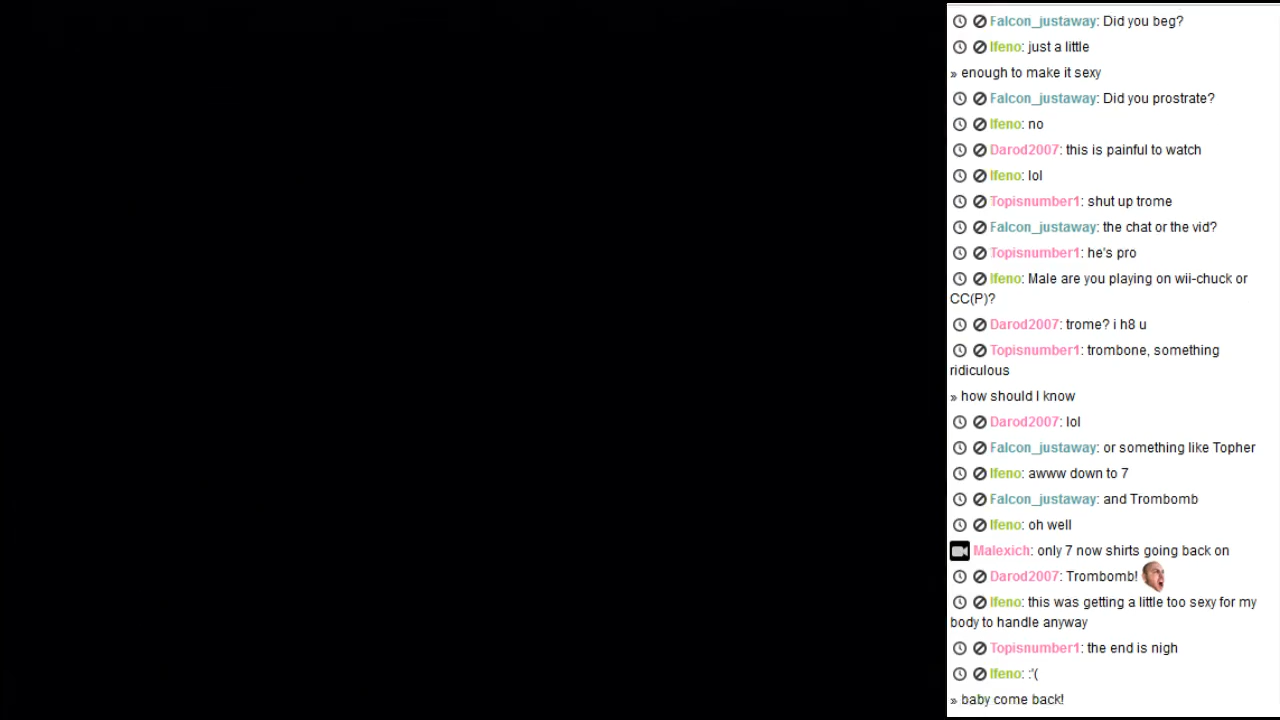 Falcon_justaway: Did you beg?
Ifeno: just a little
» enough to make it sexy
Falcon_justaway: Did you prostrate?
Ifeno: no
Darod2007: this is painful to watch
Ifeno: lol
Topisnumber1: shut up trome
Falcon_justaway: the chat or the vid?
Topisnumber1: he's pro
Ifeno: Male are you playing on wii-chuck or
CC(P)?
Darod2007: trome? i h8 u
Topisnumber1: trombone, something
ridiculous
» how should I know
Darod2007: lol
Falcon_justaway: or something like Topher
Ifeno: awww down to 7
Falcon_justaway: and Trombomb
Ifeno: oh well
Malexich: only 7 now shirts going back on
Darod2007: Trombomb!
Ifeno: this was getting a little too sexy for my
body to handle anyway
Topisnumber1: the end is nigh
Ifeno: :'(
» baby come back!